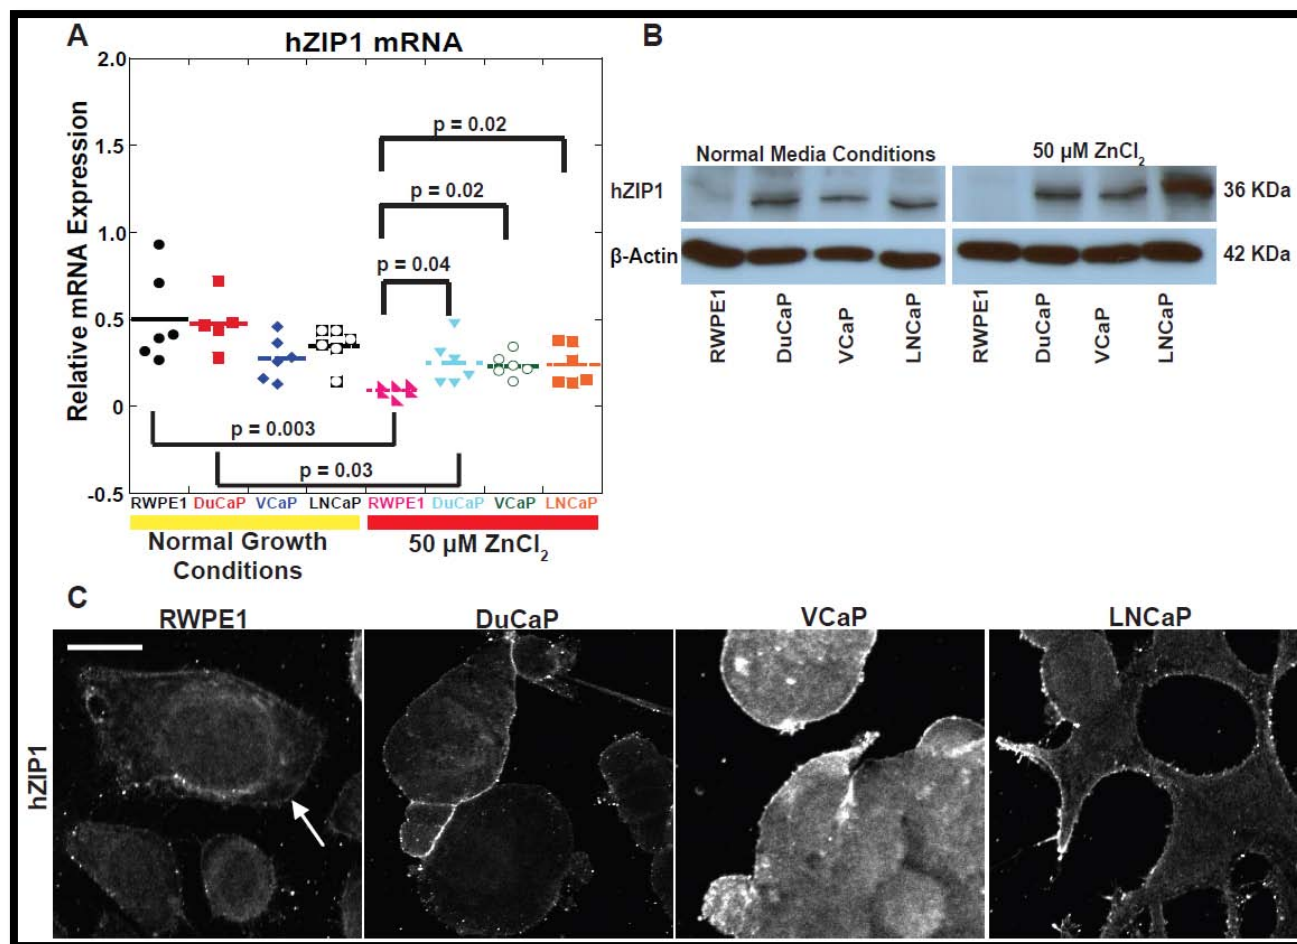 A
hZIP1 mRNA
Relative mRNA Expression
2.0
1.5
1.0
0.5
0
-0.5
p = 0.02
p = 0.02
p = 0.04
p = 0.003
p = 0.03
RWPE1 DuCaP VCaP LNCaP RWPE1 DuCaP VCaP LNCaP
Normal Growth
Conditions
50 µM ZnCl₂
B
Normal Media Conditions
50 µM ZnCl₂
hZIP1
36 KDa
β-Actin
42 KDa
RWPE1
DuCaP
VCaP
LNCaP
RWPE1
DuCaP
VCaP
LNCaP
C
RWPE1
DuCaP
VCaP
LNCaP
hZIP1